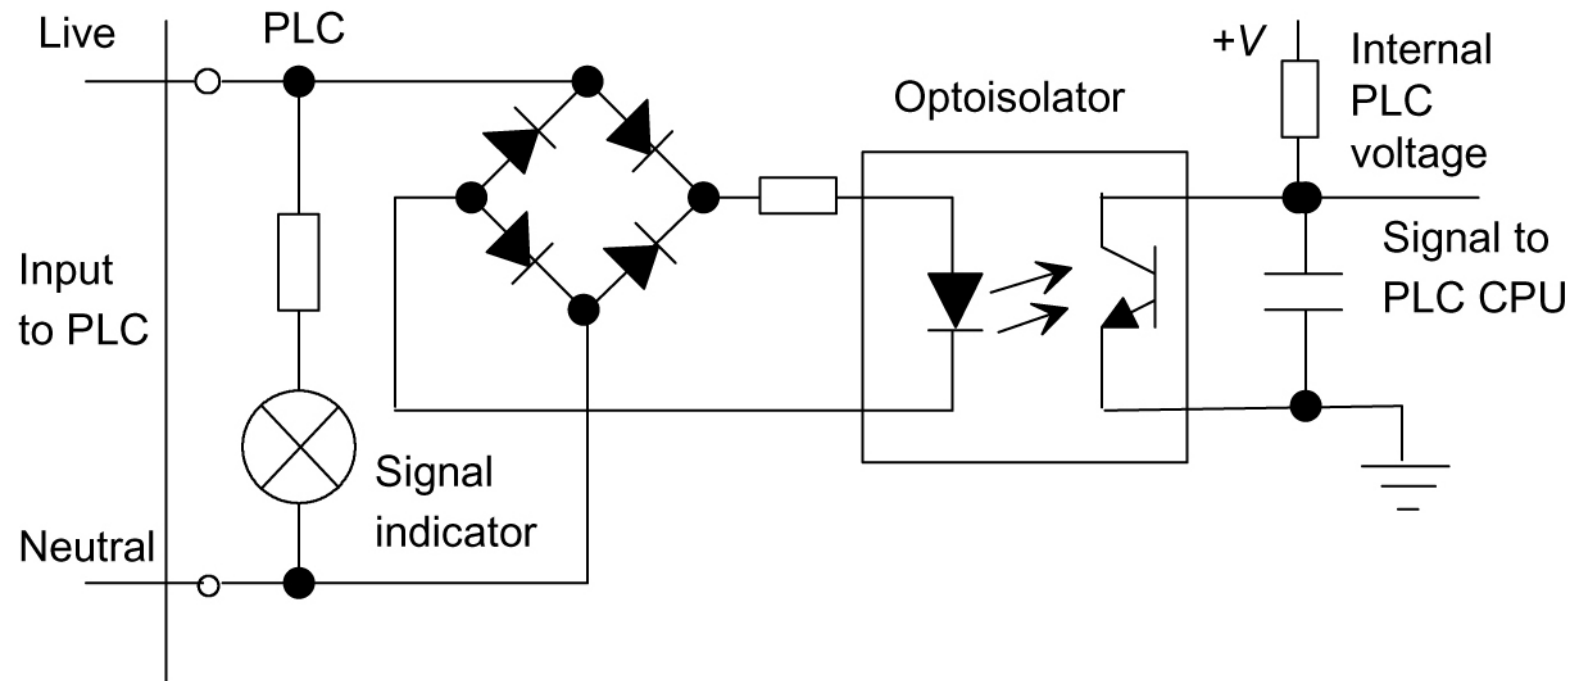 Live
PLC
+V
Internal
PLC
voltage
Optoisolator
Input
to PLC
Signal to
PLC CPU
Signal
indicator
Neutral